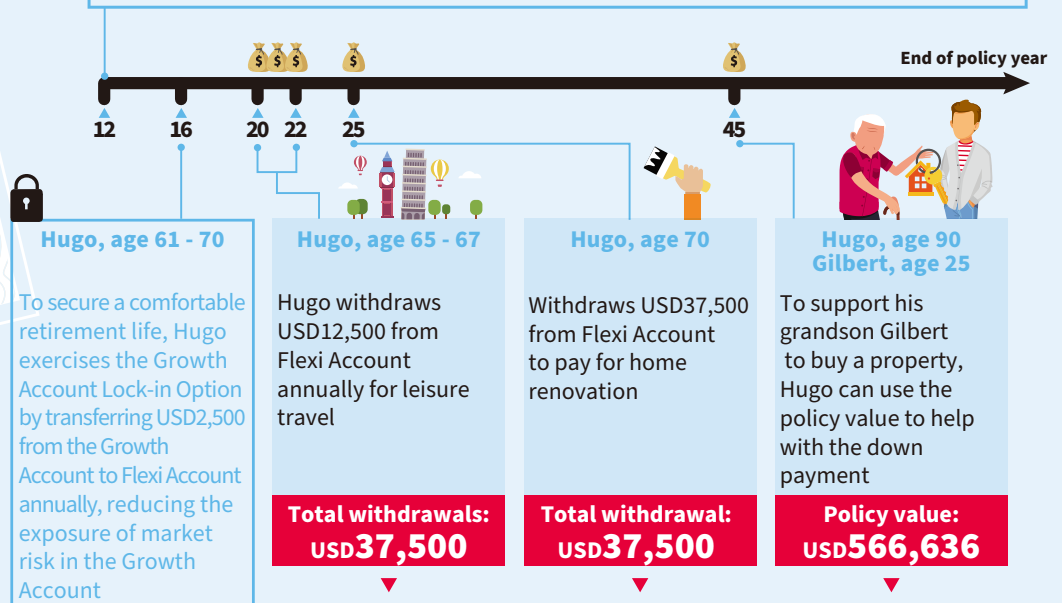 End of policy year
12
16
20
22
25
45
Hugo, age 61 - 70
To secure a comfortable
retirement life, Hugo
exercises the Growth
Account Lock-in Option
by transferring USD2,500
from the Growth
Account to Flexi Account
annually, reducing the
exposure of market
risk in the Growth
Account
Hugo, age 65 - 67
Hugo withdraws
USD12,500 from
Flexi Account
annually for leisure
travel
Total withdrawals:
USD37,500
Hugo, age 70
Withdraws USD37,500
from Flexi Account
to pay for home
renovation
Total withdrawal:
USD37,500
Hugo, age 90
Gilbert, age 25
To support his
grandson Gilbert
to buy a property,
Hugo can use the
policy value to help
with the down
payment
Policy value:
USD566,636